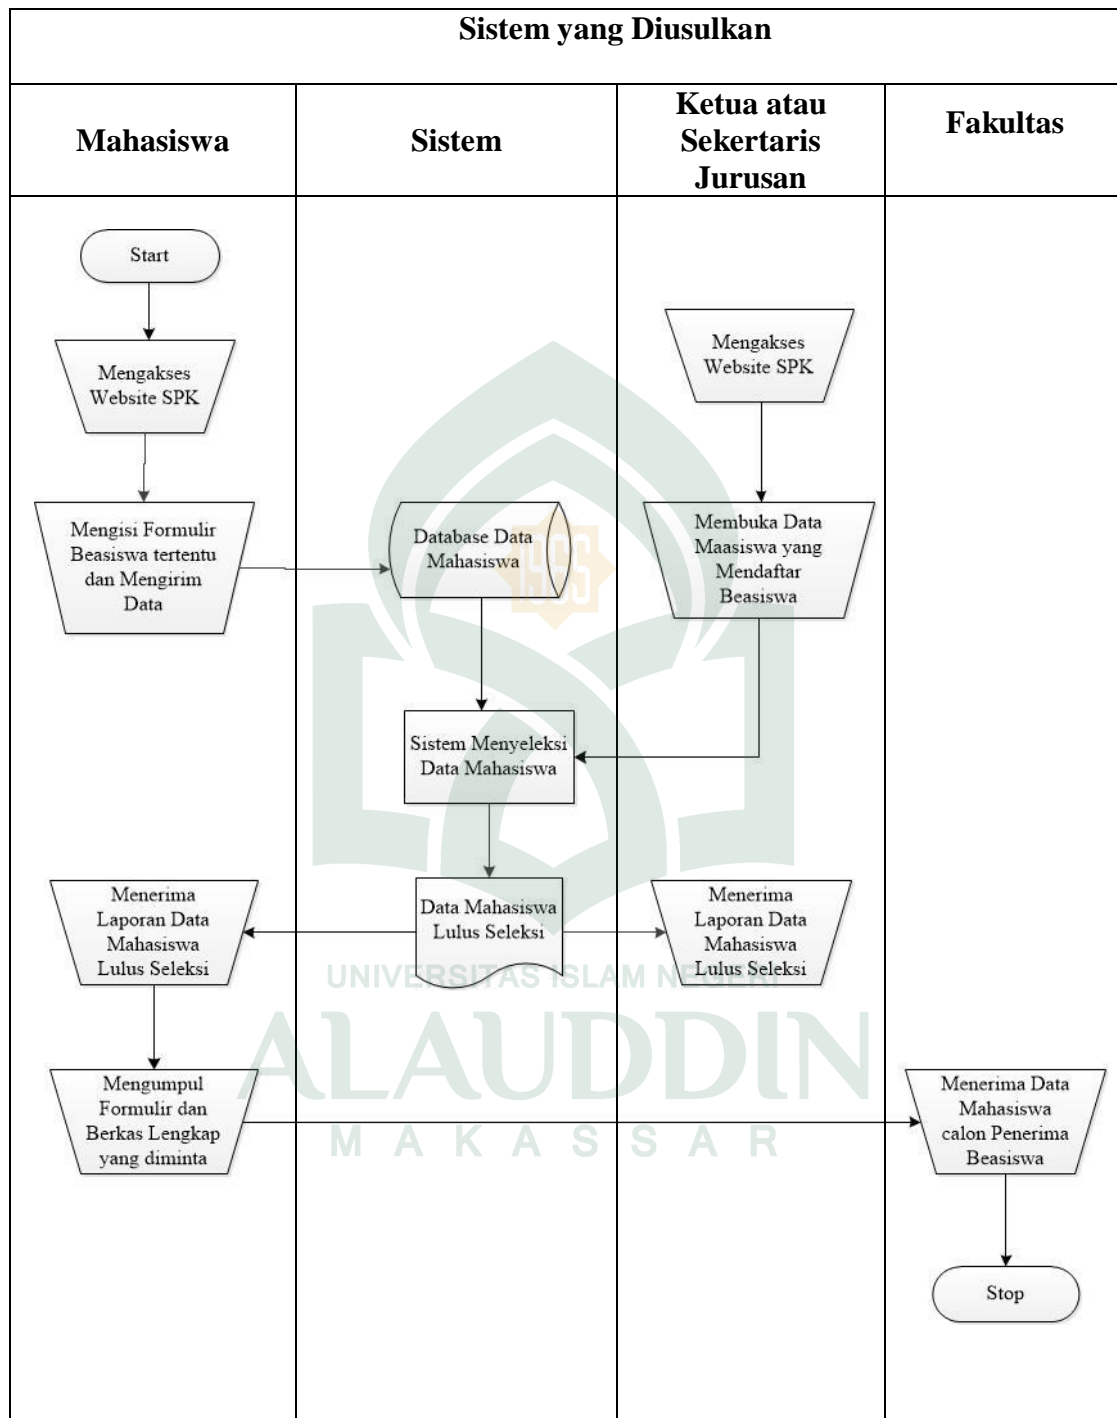 Sistem yang Diusulkan
Mahasiswa
Sistem
Ketua atau
Sekertaris
Jurusan
Fakultas
Start
Mengakses
Website SPK
Mengakses
Website SPK
Mengisi Formulir
Beasiswa tertentu
dan Mengirim
Data
Database Data
Mahasiswa
Membuka Data
Maasiswa yang
Mendaftar
Beasiswa
Sistem Menyeleksi
Data Mahasiswa
Menerima
Laporan Data
Mahasiswa
Lulus Seleksi
Data Mahasiswa
Lulus Seleksi
Menerima
Laporan Data
Mahasiswa
Lulus Seleksi
UNIVERSITAS ISLAM NEGERI
ALAUDDIN
MAKASSAR
Mengumpul
Formulir dan
Berkas Lengkap
yang diminta
Menerima Data
Mahasiswa
calon Penerima
Beasiswa
Stop